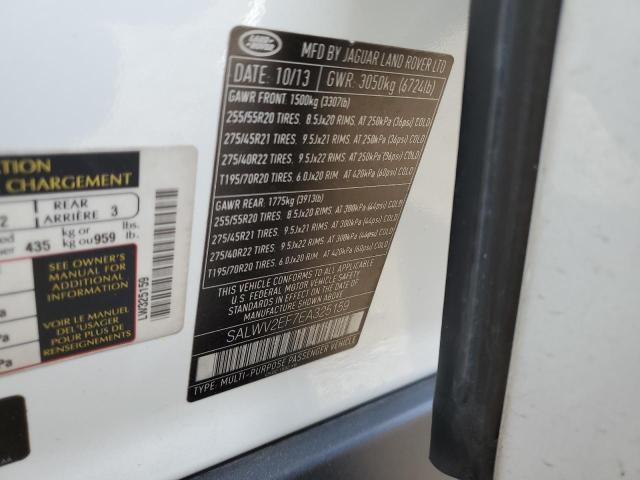 LAND ROVER
MFD BY JAGUAR LAND ROVER LTD
DATE: 10/13 GWR: 3050kg (6724lb)
GAWR FRONT 1500kg (3307lb)
255/55R20 TIRES. 8.5Jx20 RIMS. AT 250kPa (36psi) COLD
275/45R21 TIRES. 9.5Jx21 RIMS. AT 250kPa (36psi) COLD
275/40R22 TIRES. 9.5Jx22 RIMS. AT 250kPa (36psi) COLD
T195/70R20 TIRES. 6.0Jx20 RIM. AT 420kPa (60psi) COLD
GAWR REAR. 1775kg (3913lb)
255/55R20 TIRES. 8.5Jx20 RIMS. AT 300kPa (44psi) COLD
275/45R21 TIRES. 9.5Jx21 RIMS. AT 300kPa (44psi) COLD
275/40R22 TIRES. 9.5Jx22 RIMS. AT 300kPa (44psi) COLD
T195/70R20 TIRES. 6.0Jx20 RIM. AT 420kPa (60psi) COLD
THIS VEHICLE CONFORMS TO ALL APPLICABLE
U.S. FEDERAL MOTOR VEHICLE SAFETY
STANDARDS IN EFFECT ON THE DATE OF
MANUFACTURE SHOWN ABOVE.
SALWV2EF7EA325159
TYPE: MULTI-PURPOSE PASSENGER VEHICLE
CHARGEMENT
2 REAR ARRIÈRE 3
435 kg or kg ou 959 lbs. lb.
SEE OWNER'S
MANUAL FOR
ADDITIONAL
INFORMATION
VOIR LE MANUEL
DE L'USAGER
POUR PLUS DE
RENSEIGNEMENTS
LW325159